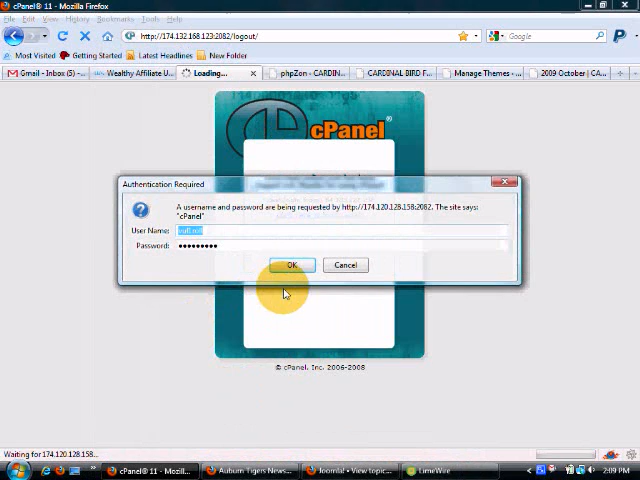 cPanel® 11 - Mozilla Firefox
File Edit View History Bookmarks Tools Help
http://174.132.168.123:2082/logout/
Google
Most Visited Getting Started Latest Headlines New Folder
Gmail - Inbox (5) -... Wealthy Affiliate U... Loading... phpZon - CARDIN... CARDINAL BIRD F... Manage Themes -... 2009 October | CA...
cPanel®
Authentication Required
A username and password are being requested by http://174.120.128.158:2082. The site says:
"cPanel"
User Name:
Password: •••••••••
OK Cancel
© cPanel, Inc. 2006-2008
Waiting for 174.120.128.158...
cPanel® 11 - Mozill... Auburn Tigers News... Joomla! • View topic... LimeWire 2:09 PM